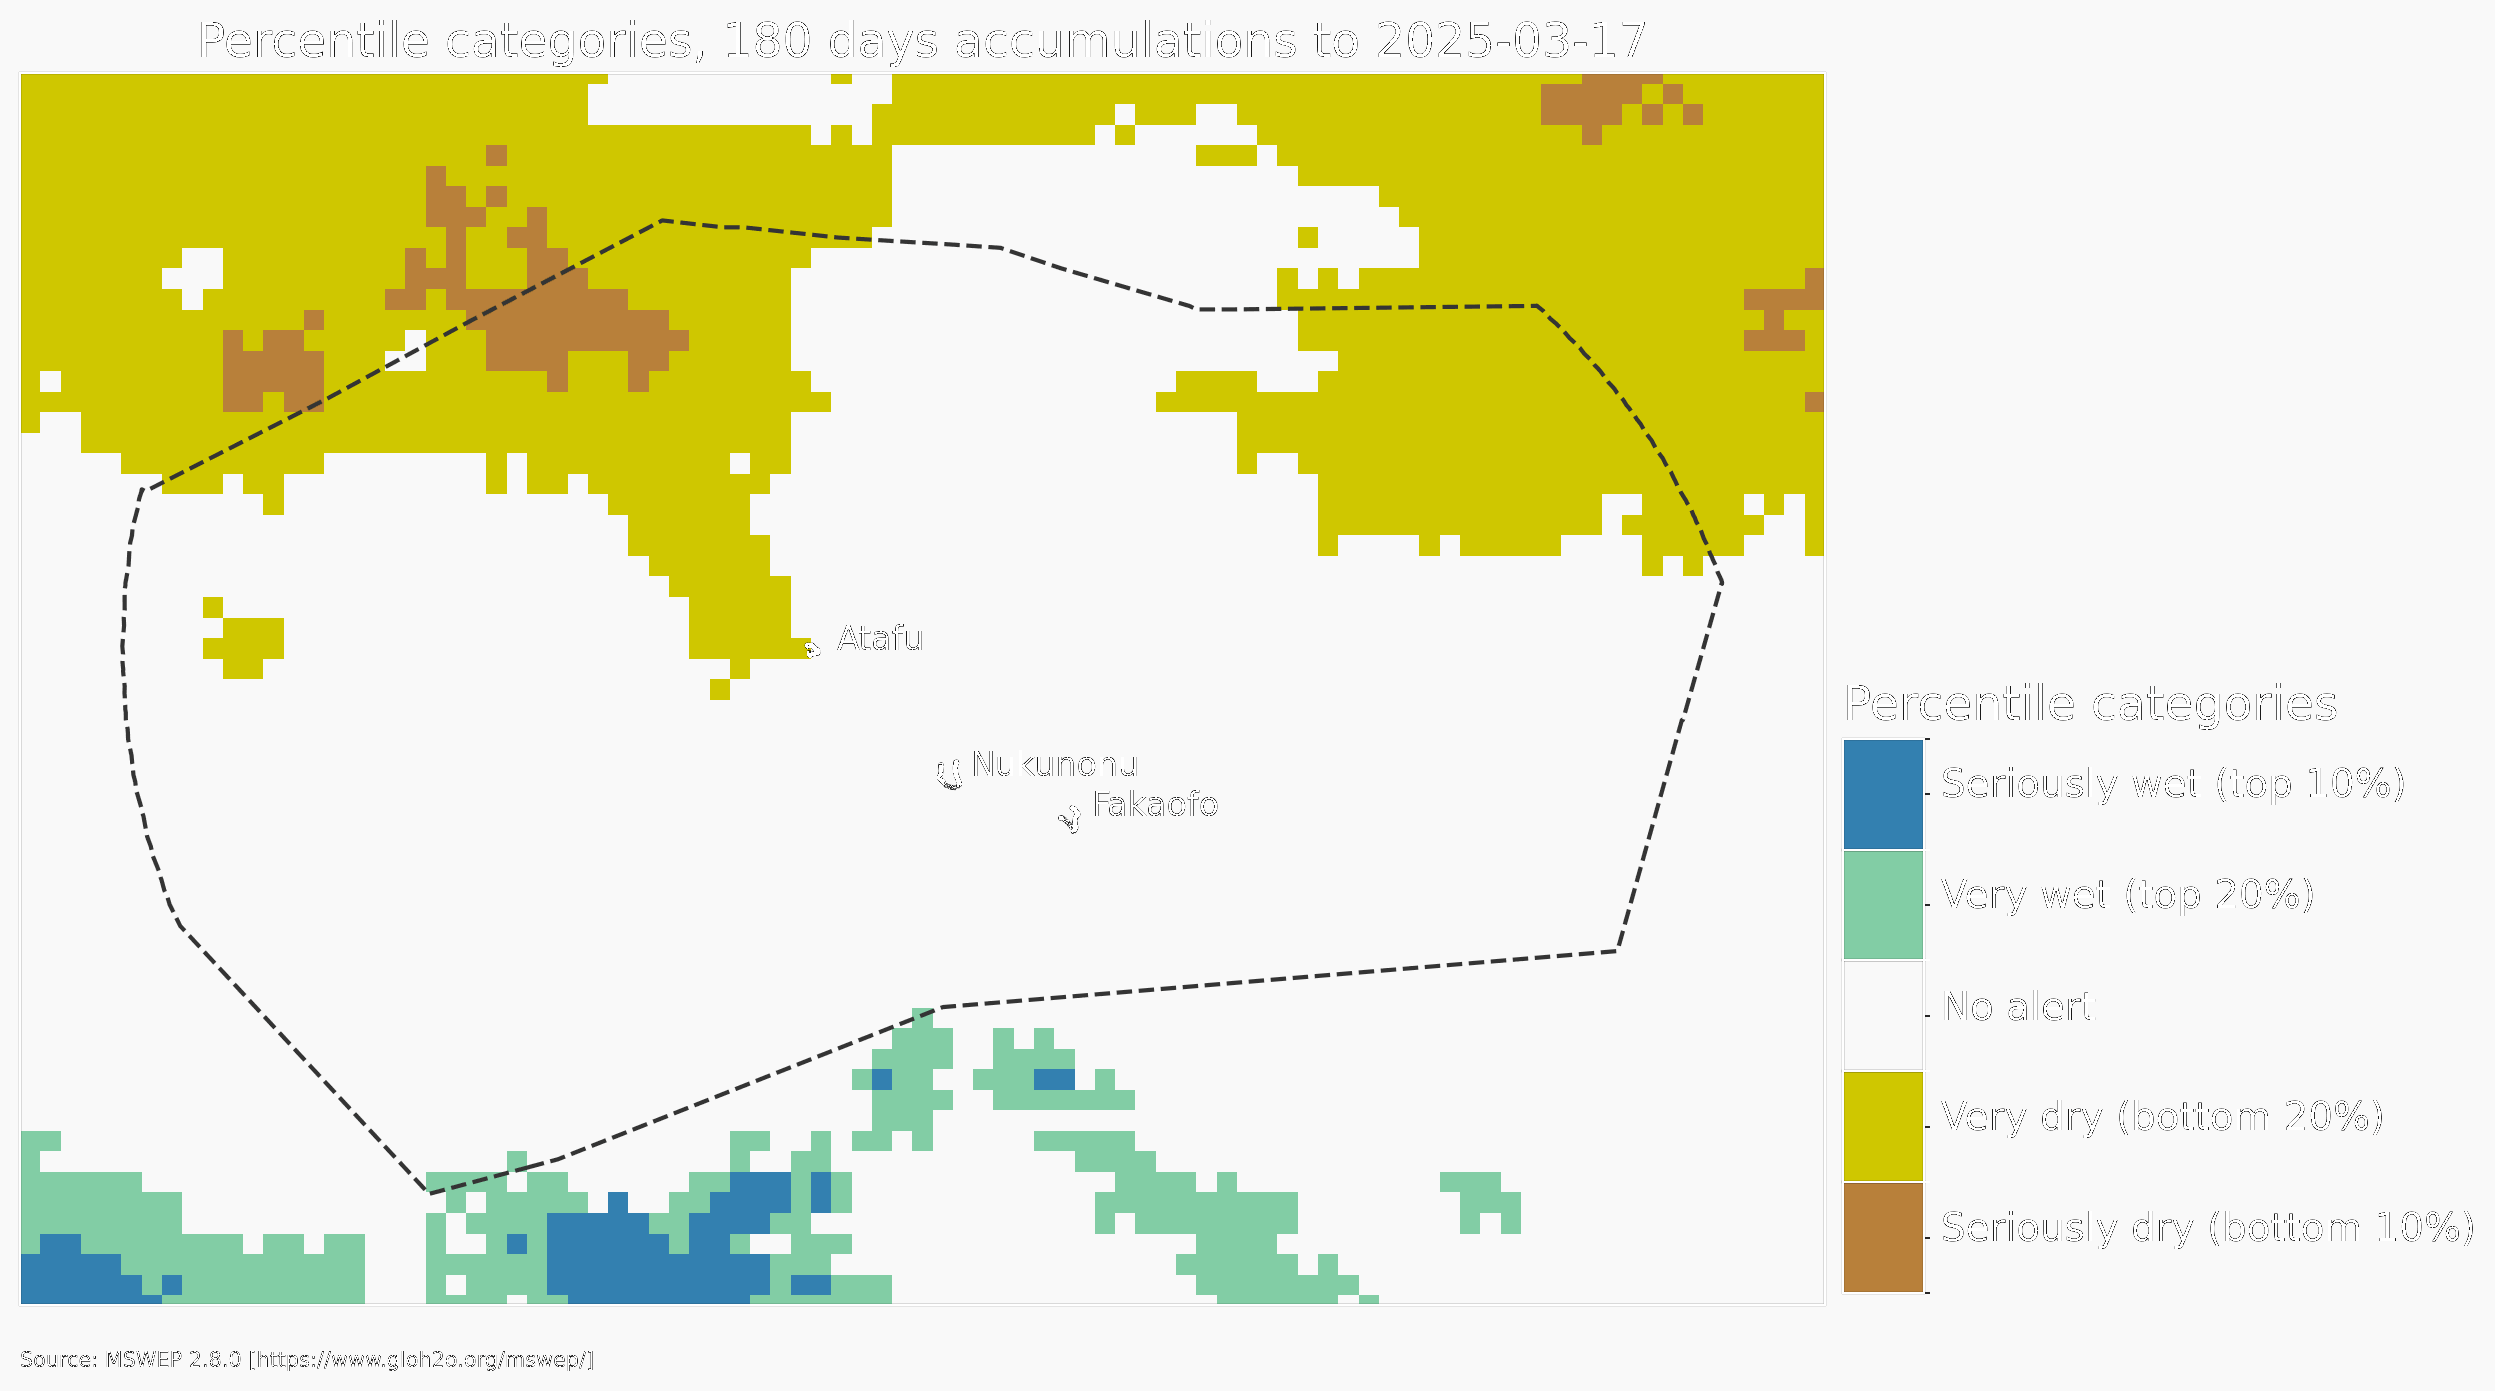 Percentile categories, 180 days accumulations to 2025-03-17
Atafu
Nukunonu
Fakaofo
Percentile categories
Seriously wet (top 10%)
Very wet (top 20%)
No alert
Very dry (bottom 20%)
Seriously dry (bottom 10%)
Source: MSWEP 2.8.0 [https://www.gloh2o.org/mswep/]